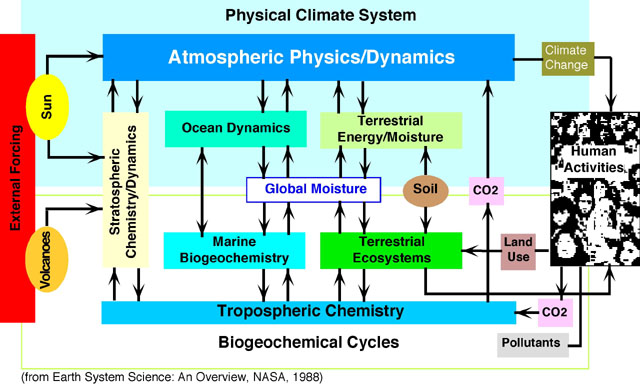 Physical Climate System
Atmospheric Physics/Dynamics
Climate
Change
Sun
External Forcing
Stratospheric
Chemistry/Dynamics
Ocean Dynamics
Terrestrial
Energy/Moisture
Human
Activities
Global Moisture
Soil
CO2
Volcanoes
Marine
Biogeochemistry
Terrestrial
Ecosystems
Land
Use
Tropospheric Chemistry
CO2
Biogeochemical Cycles
Pollutants
(from Earth System Science: An Overview, NASA, 1988)